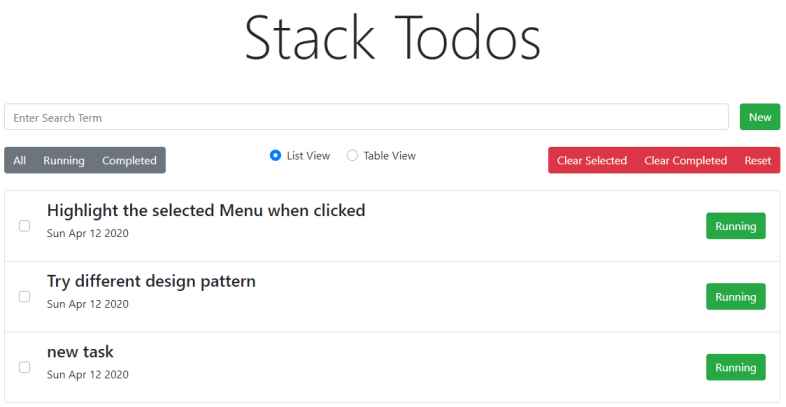 Stack Todos
Enter Search Term
New
All Running Completed
List View Table View
Clear Selected Clear Completed Reset
Highlight the selected Menu when clicked
Sun Apr 12 2020
Running
Try different design pattern
Sun Apr 12 2020
Running
new task
Sun Apr 12 2020
Running